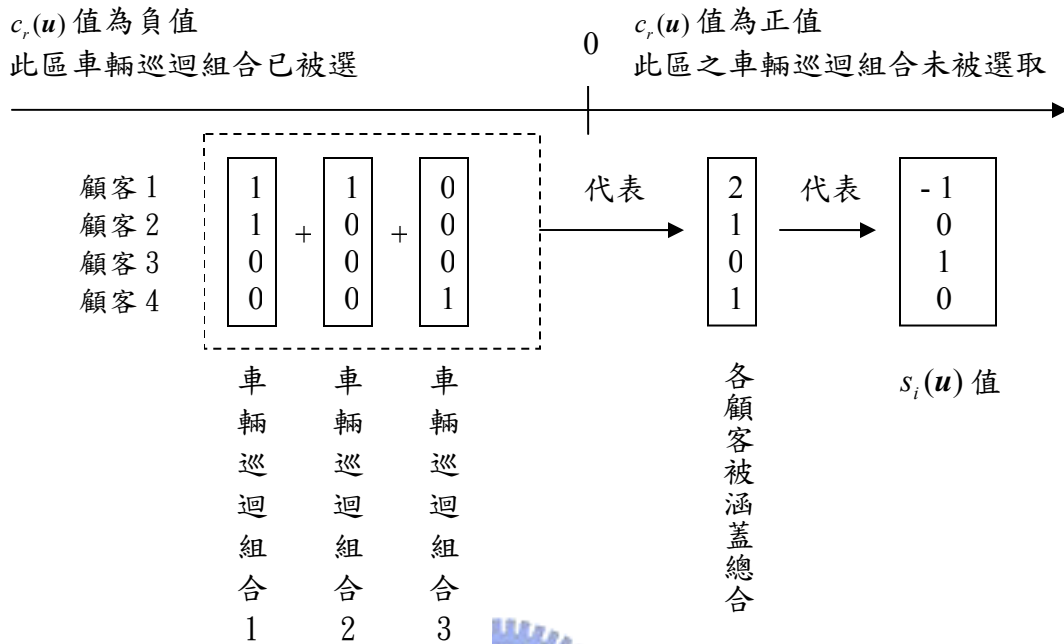 c_r(u) 值為負值
此區車輛巡迴組合已被選
0
c_r(u) 值為正值
此區之車輛巡迴組合未被選取
顧客 1
顧客 2
顧客 3
顧客 4
1
1
0
0
+
1
0
0
0
+
0
0
0
1
代表
2
1
0
1
代表
- 1
0
1
0
車輛巡迴組合 1
車輛巡迴組合 2
車輛巡迴組合 3
各顧客被涵蓋總合
s_i(u) 值